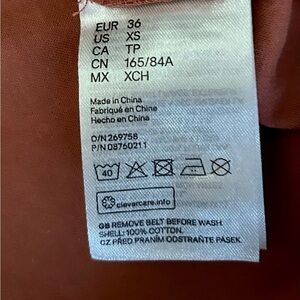 EUR 36
US XS
CA TP
CN 165/84A
MX XCH
Made in China
Fabriqué en Chine
Hecho en China
O/N 269758
P/N 08760211
40
clevercare.info
GB REMOVE BELT BEFORE WASH
SHELL: 100% COTTON.
CZ PŘED PRANÍM ODSTRAŇTE PÁSEK.